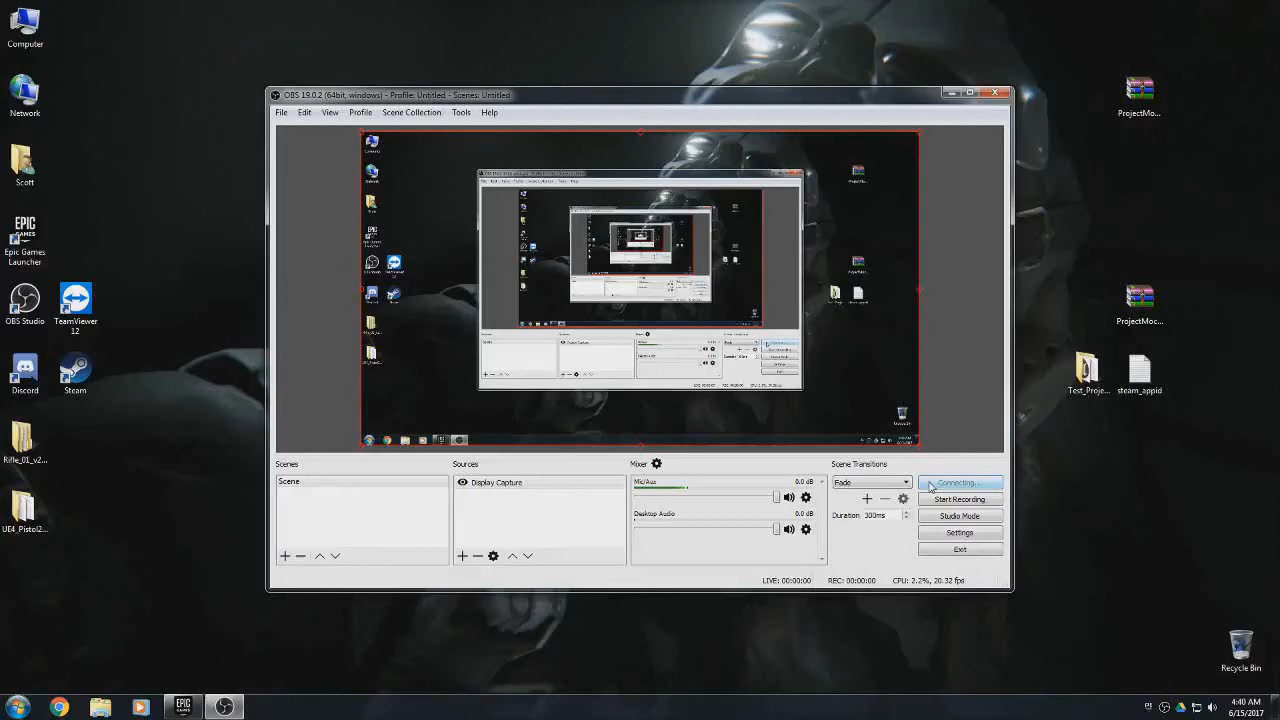 Computer
Network
Scott
EPIC
GAMES
Epic Games
Launcher
OBS Studio
TeamViewer
12
Discord
Steam
Rifle_01_v2...
UE4_Pistol2...
ProjectMoc...
ProjectMoc...
Test_Proje...
steam_appid
Recycle Bin
OBS 19.0.2 (64bit, windows) - Profile: Untitled - Scenes: Untitled
File Edit View Profile Scene Collection Tools Help
Scenes
Scene
Sources
Display Capture
Mixer
Mic/Aux 0.0 dB
Desktop Audio 0.0 dB
Scene Transitions
Fade
Duration 300ms
Connecting...
Start Recording
Studio Mode
Settings
Exit
LIVE: 00:00:00 REC: 00:00:00 CPU: 2.2%, 20.32 fps
EPIC
GAMES
4:40 AM
6/15/2017